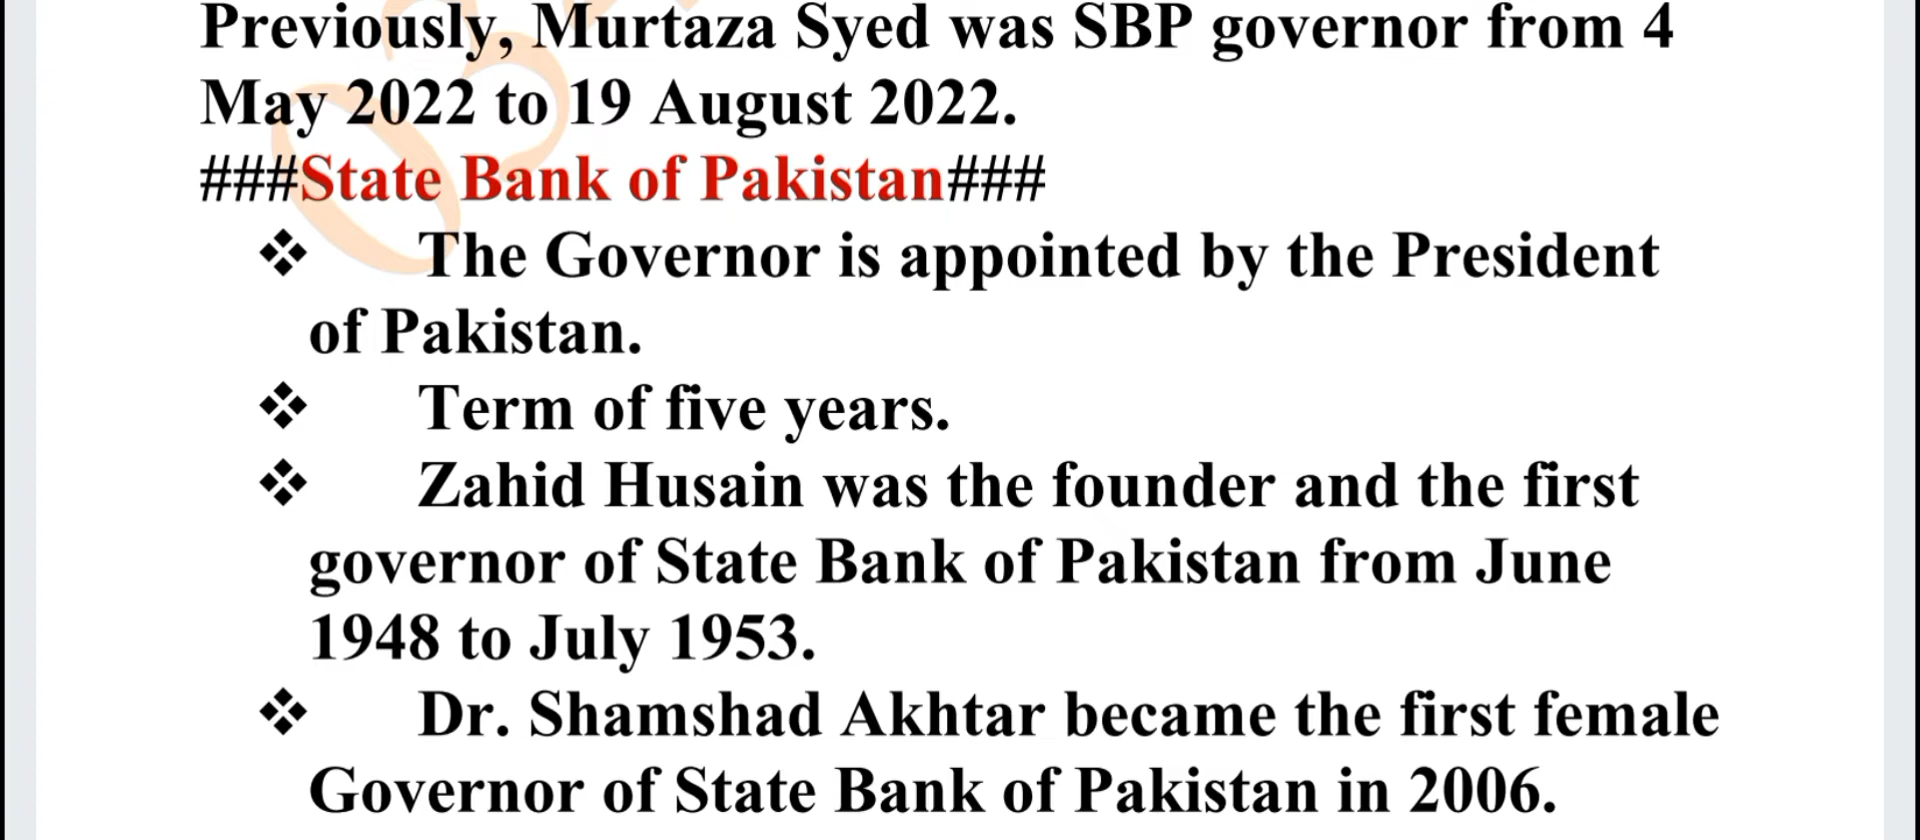 Previously, Murtaza Syed was SBP governor from 4
May 2022 to 19 August 2022.
###State Bank of Pakistan###
❖ The Governor is appointed by the President
of Pakistan.
❖ Term of five years.
❖ Zahid Husain was the founder and the first
governor of State Bank of Pakistan from June
1948 to July 1953.
❖ Dr. Shamshad Akhtar became the first female
Governor of State Bank of Pakistan in 2006.